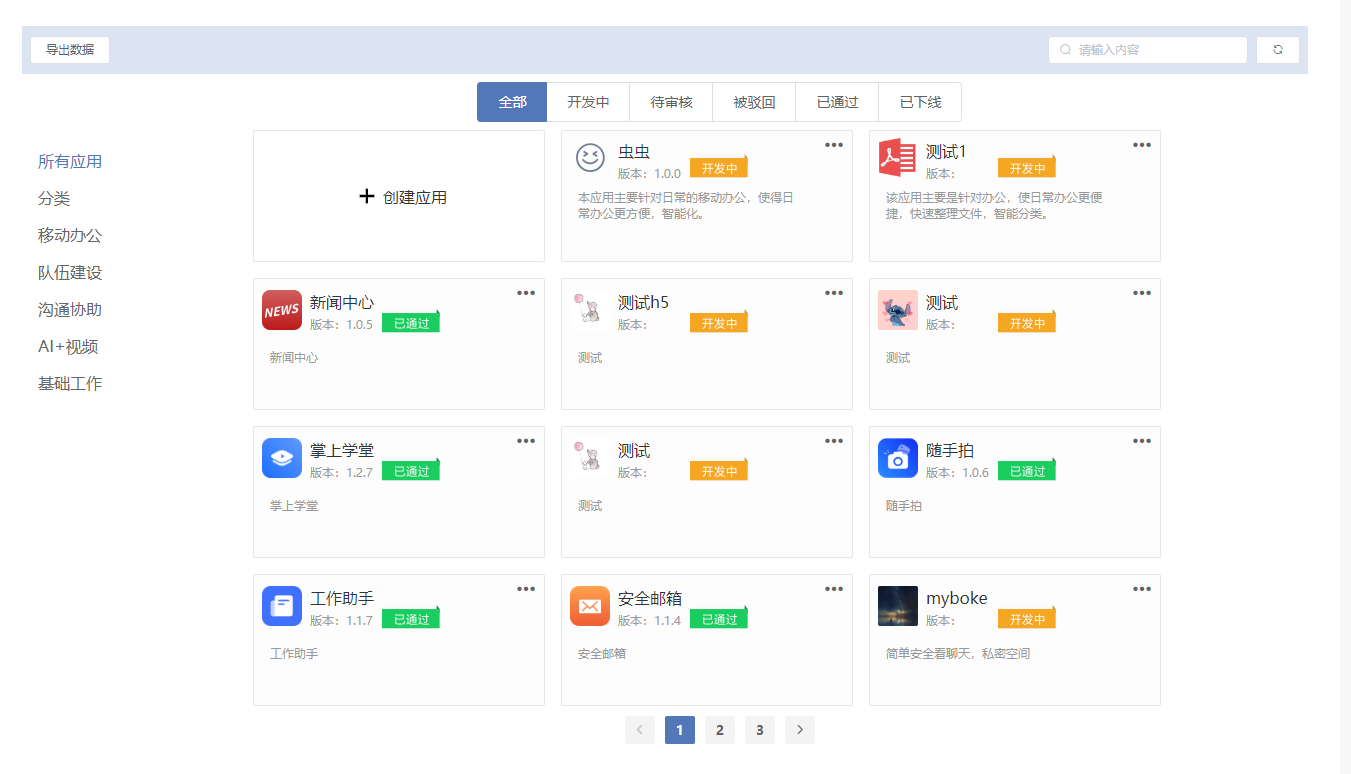 导出数据
请输入内容
全部 开发中 待审核 被驳回 已通过 已下线
所有应用
分类
移动办公
队伍建设
沟通协助
AI+视频
基础工作
创建应用
虫虫
版本：1.0.0 开发中
本应用主要针对日常的移动办公，使得日
常办公更方便，智能化。
测试1
版本： 开发中
该应用主要是针对办公，使日常办公更便
捷，快速整理文件，智能分类。
NEWS
新闻中心
版本：1.0.5 已通过
新闻中心
测试h5
版本： 开发中
测试
测试
版本： 开发中
测试
掌上学堂
版本：1.2.7 已通过
掌上学堂
测试
版本： 开发中
测试
随手拍
版本：1.0.6 已通过
随手拍
工作助手
版本：1.1.7 已通过
工作助手
安全邮箱
版本：1.1.4 已通过
安全邮箱
myboke
版本： 开发中
简单安全看聊天，私密空间
1 2 3